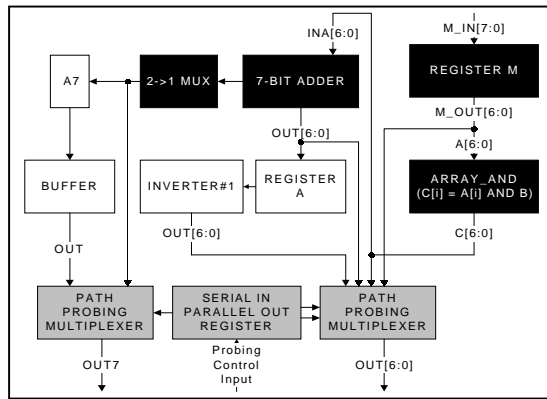 INA[6:0]
M_IN[7:0]
A7
2->1 MUX
7-BIT ADDER
REGISTER M
OUT[6:0]
M_OUT[6:0]
A[6:0]
BUFFER
INVERTER#1
REGISTER
A
ARRAY_AND
(C[i] = A[i] AND B)
OUT
OUT[6:0]
C[6:0]
PATH
PROBING
MULTIPLEXER
SERIAL IN
PARALLEL OUT
REGISTER
PATH
PROBING
MULTIPLEXER
OUT7
Probing
Control
Input
OUT[6:0]